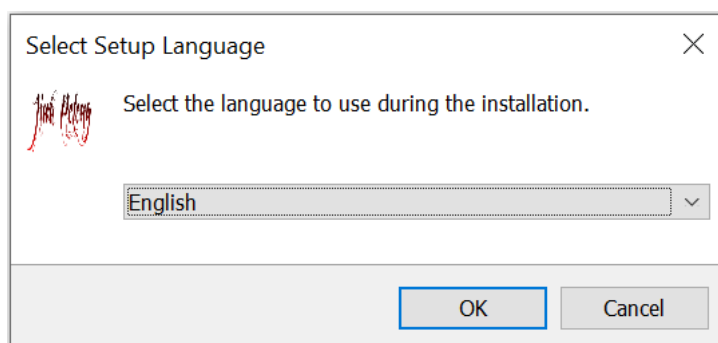 Select Setup Language
Select the language to use during the installation.
English
OK
Cancel